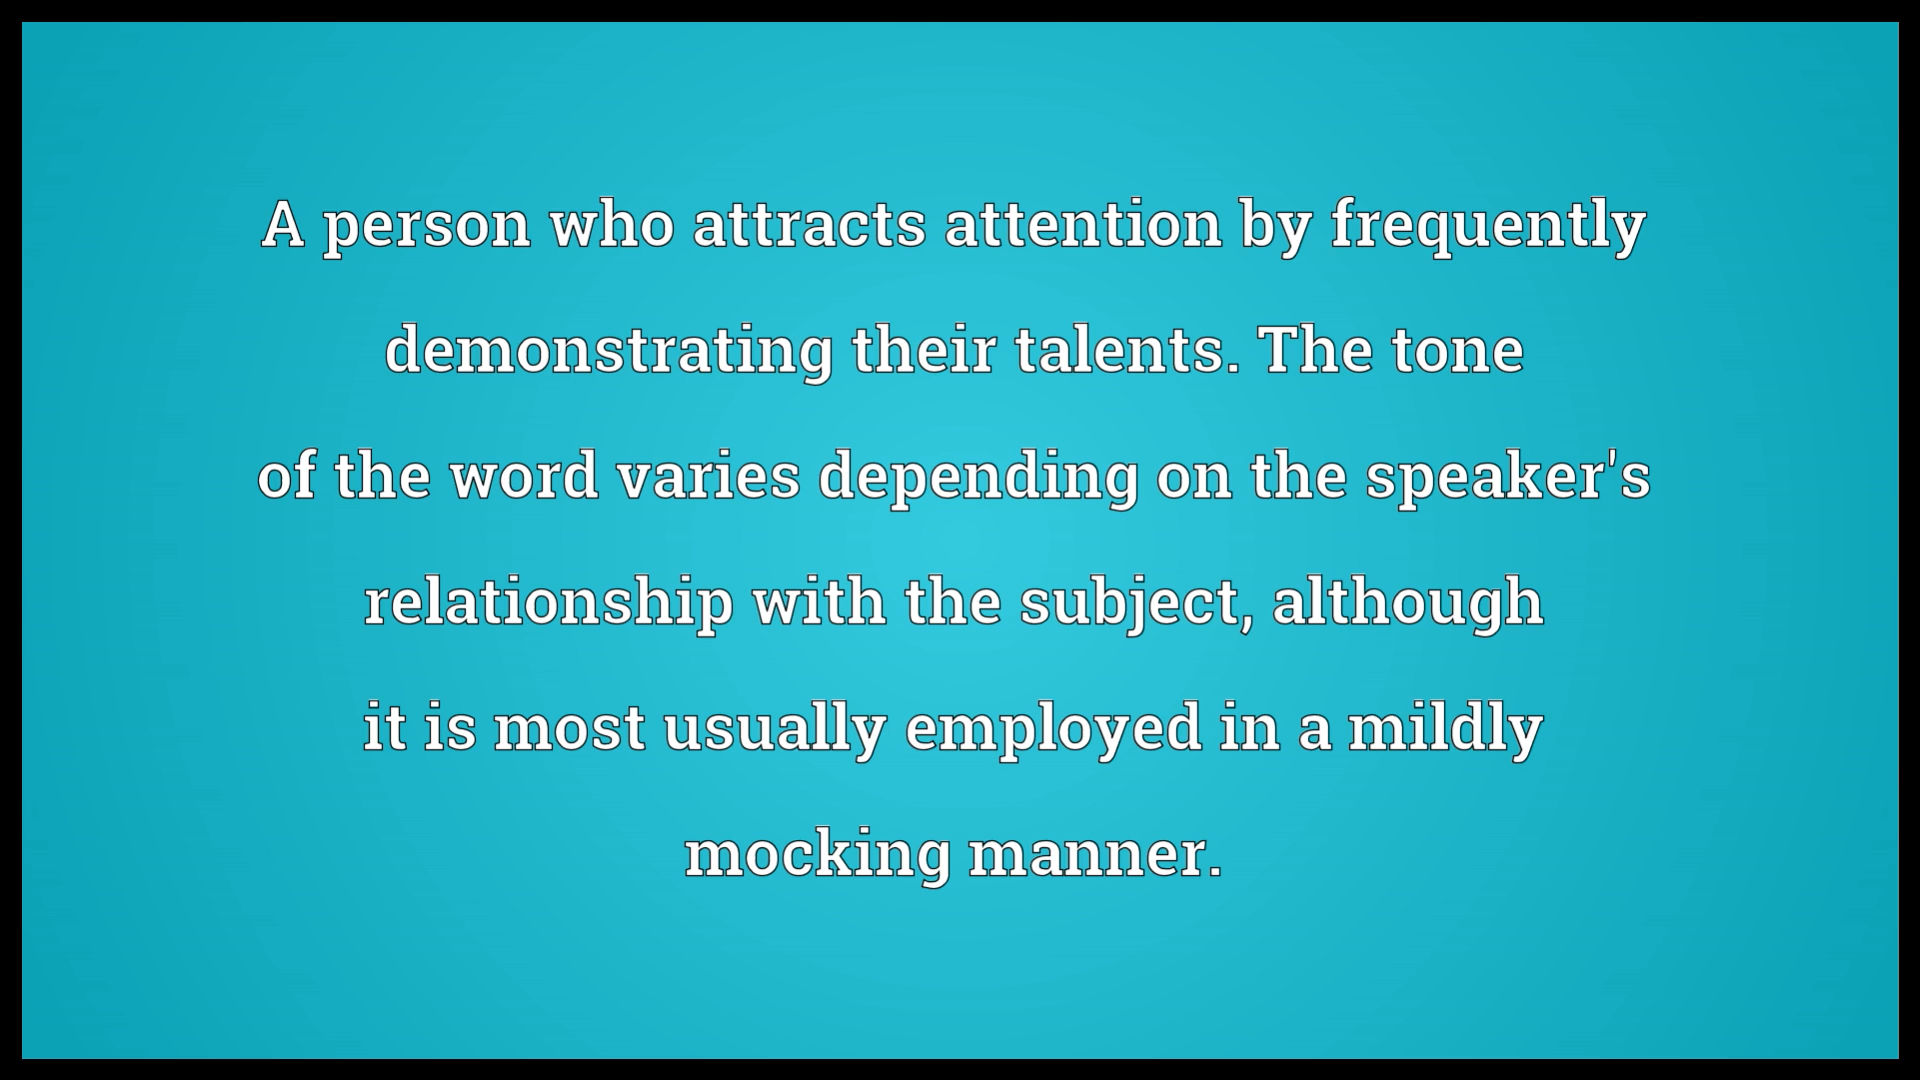 A person who attracts attention by frequently
demonstrating their talents. The tone
of the word varies depending on the speaker's
relationship with the subject, although
it is most usually employed in a mildly
mocking manner.